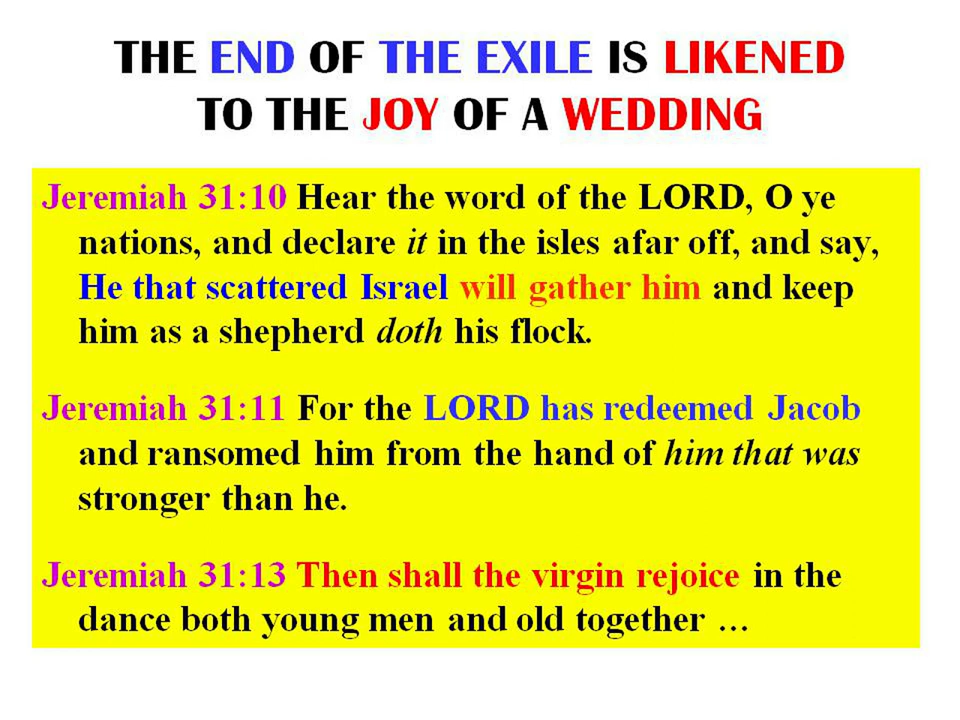 THE END OF THE EXILE IS LIKENED
TO THE JOY OF A WEDDING
Jeremiah 31:10 Hear the word of the LORD, O ye
nations, and declare it in the isles afar off, and say,
He that scattered Israel will gather him and keep
him as a shepherd doth his flock.
Jeremiah 31:11 For the LORD has redeemed Jacob
and ransomed him from the hand of him that was
stronger than he.
Jeremiah 31:13 Then shall the virgin rejoice in the
dance both young men and old together …